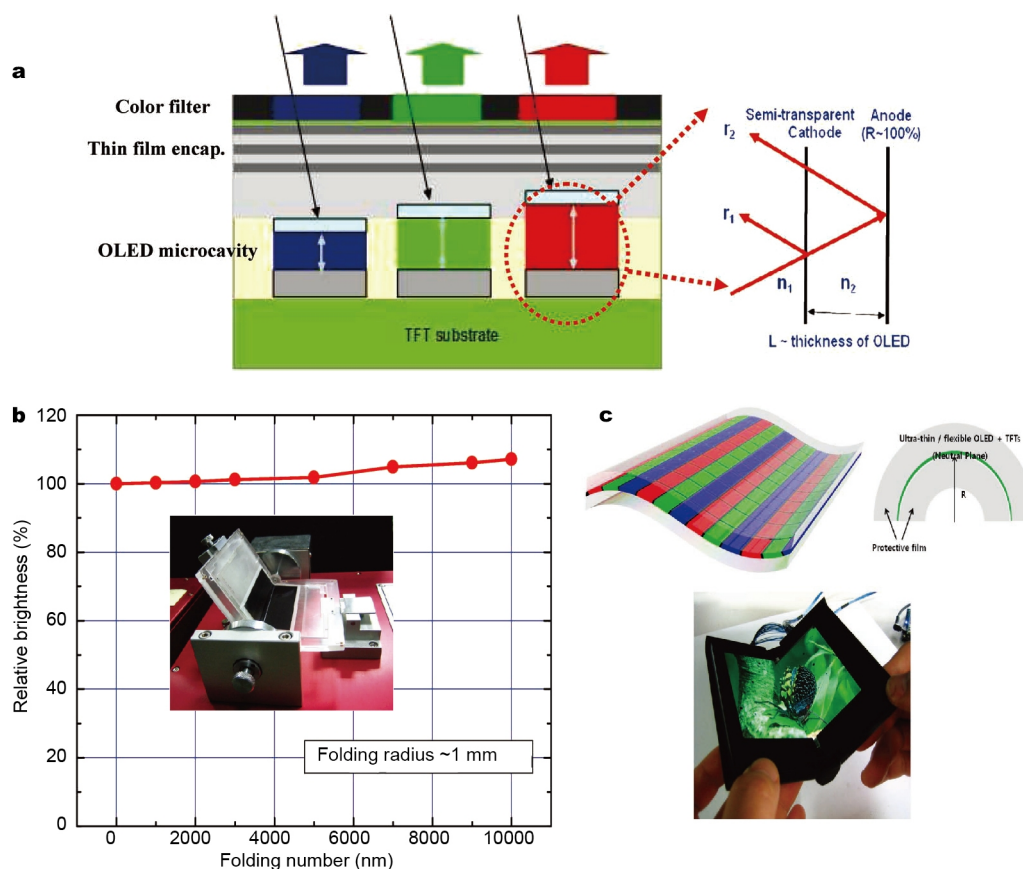 a
Color filter
Thin film encap.
OLED microcavity
TFT substrate
Semi-transparent
Cathode
Anode
(R~100%)
r2
r1
n1
n2
L ~ thickness of OLED
b
120
100
80
60
40
20
0
Relative brightness (%)
Folding radius ~1 mm
0 2000 4000 6000 8000 10000
Folding number (nm)
c
Ultra-thin / flexible OLED + TFTs
(Neutral Plane)
R
Protective film